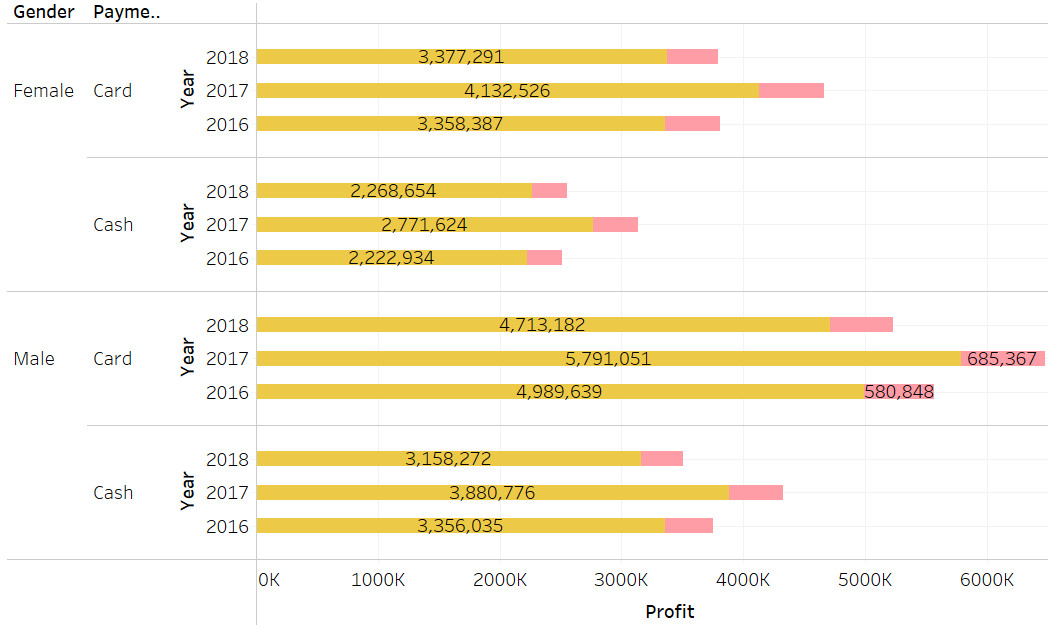 Gender Payme..
2018 3,377,291
Female Card Year 2017 4,132,526
2016 3,358,387
2018 2,268,654
Cash Year 2017 2,771,624
2016 2,222,934
2018 4,713,182
Male Card Year 2017 5,791,051 685,367
2016 4,989,639 580,848
2018 3,158,272
Cash Year 2017 3,880,776
2016 3,356,035
0K 1000K 2000K 3000K 4000K 5000K 6000K
Profit